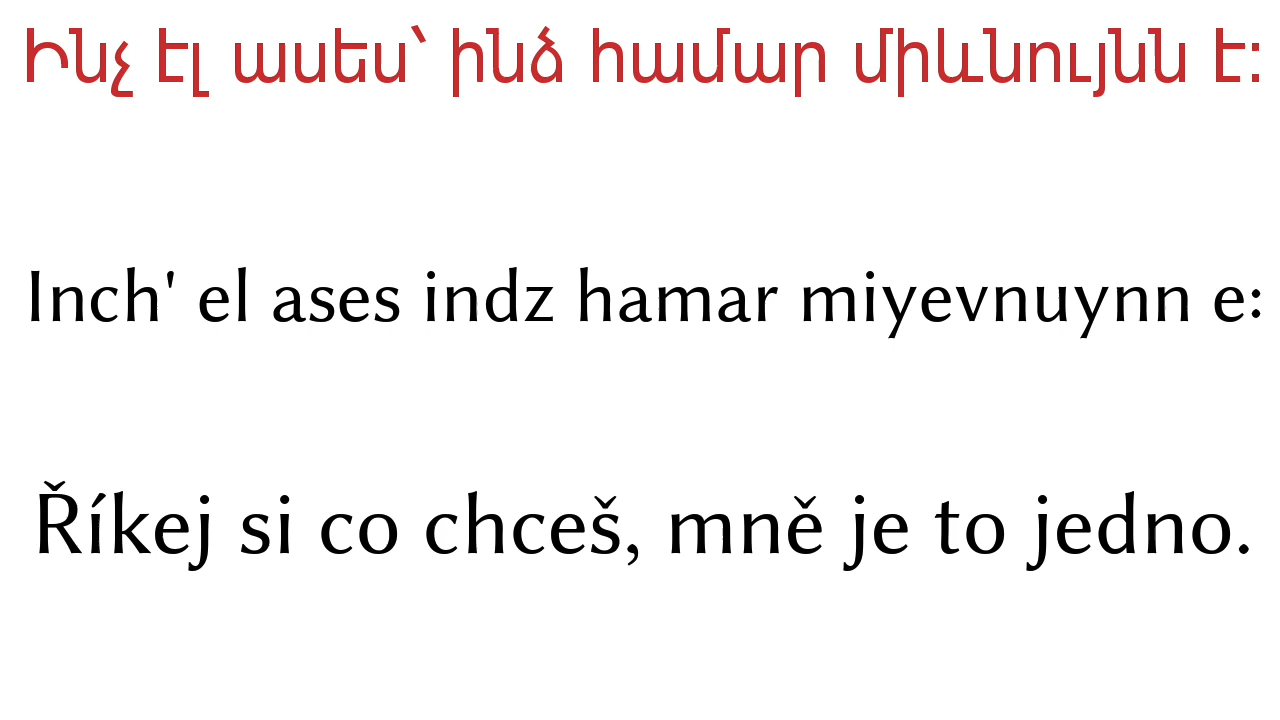 Ինչ էլ ասես՝ ինձ համար միևնույնն է:
Inch' el ases indz hamar miyevnuynn e:
Říkej si co chceš, mně je to jedno.